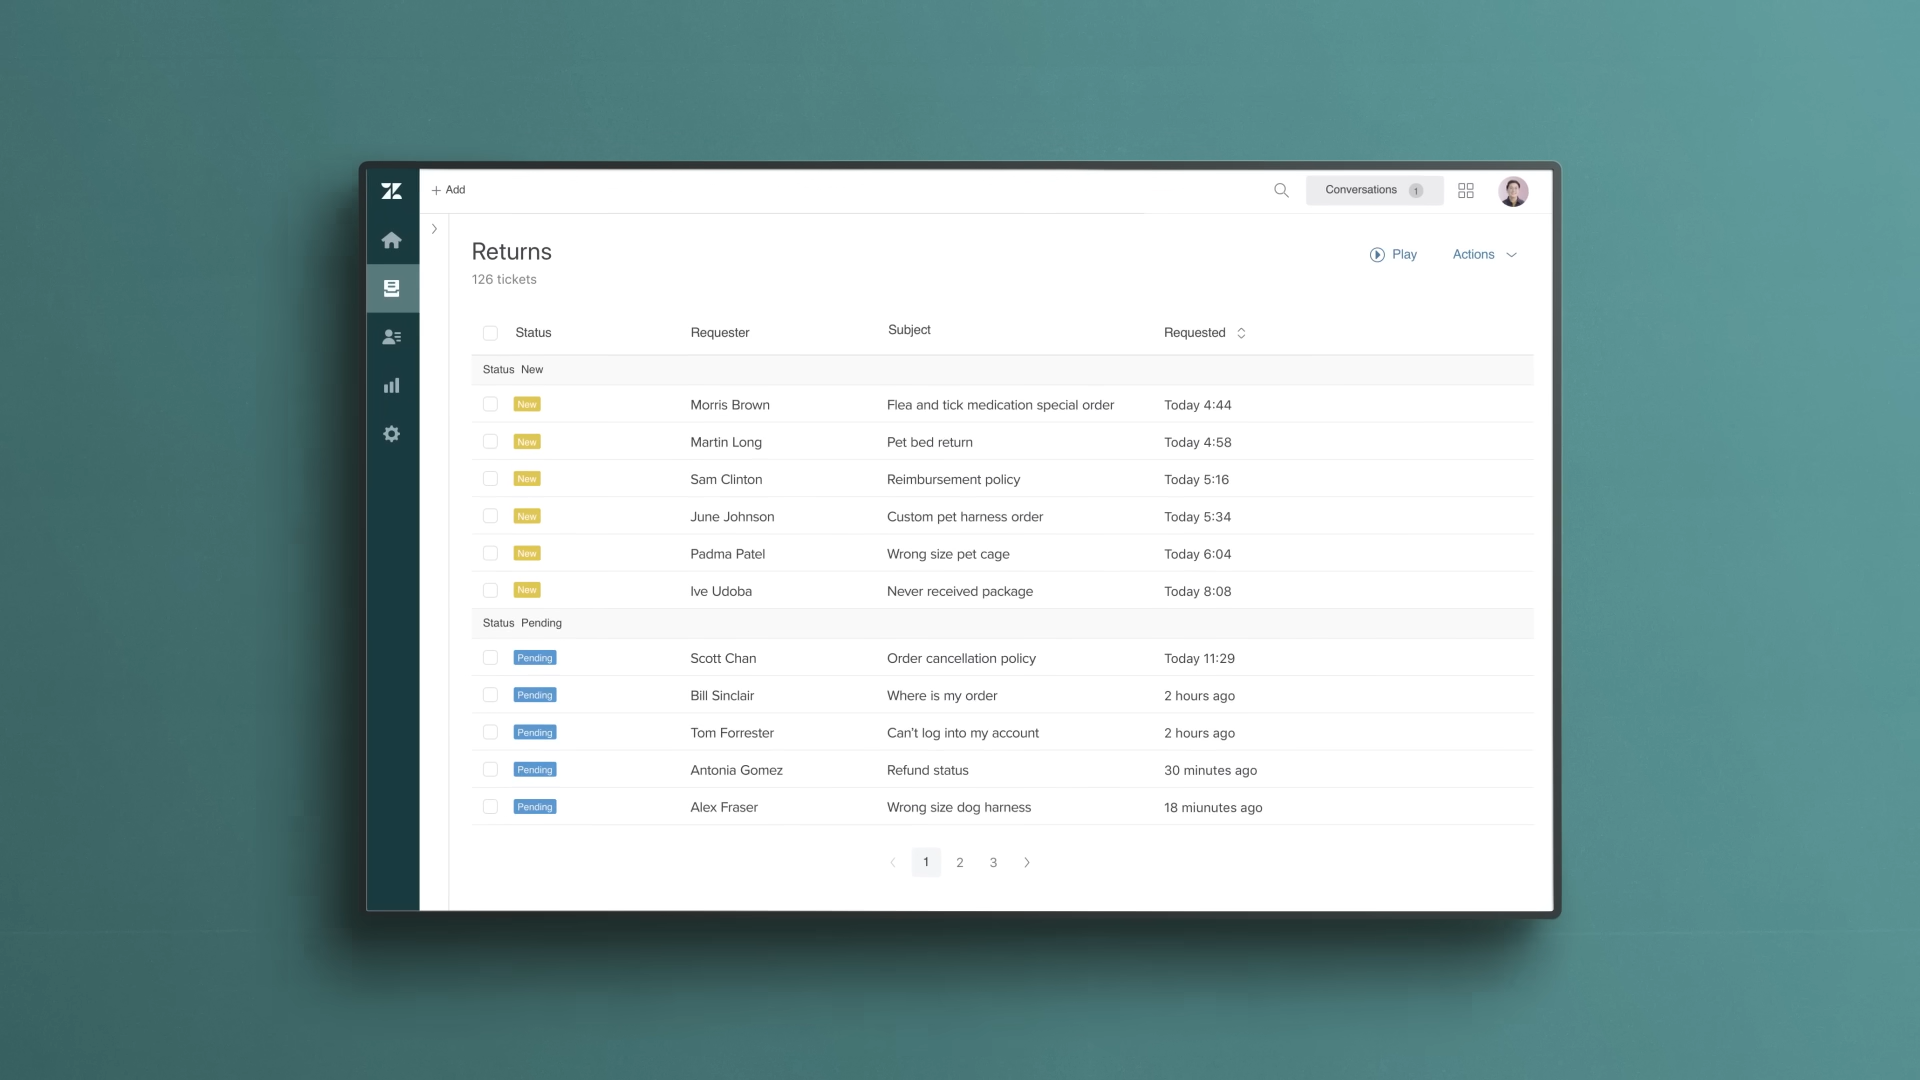 + Add
Conversations 1
Returns
Play Actions
126 tickets
Status Requester Subject Requested
Status New
New Morris Brown Flea and tick medication special order Today 4:44
New Martin Long Pet bed return Today 4:58
New Sam Clinton Reimbursement policy Today 5:16
New June Johnson Custom pet harness order Today 5:34
New Padma Patel Wrong size pet cage Today 6:04
New Ive Udoba Never received package Today 8:08
Status Pending
Pending Scott Chan Order cancellation policy Today 11:29
Pending Bill Sinclair Where is my order 2 hours ago
Pending Tom Forrester Can't log into my account 2 hours ago
Pending Antonia Gomez Refund status 30 minutes ago
Pending Alex Fraser Wrong size dog harness 18 miunutes ago
1 2 3